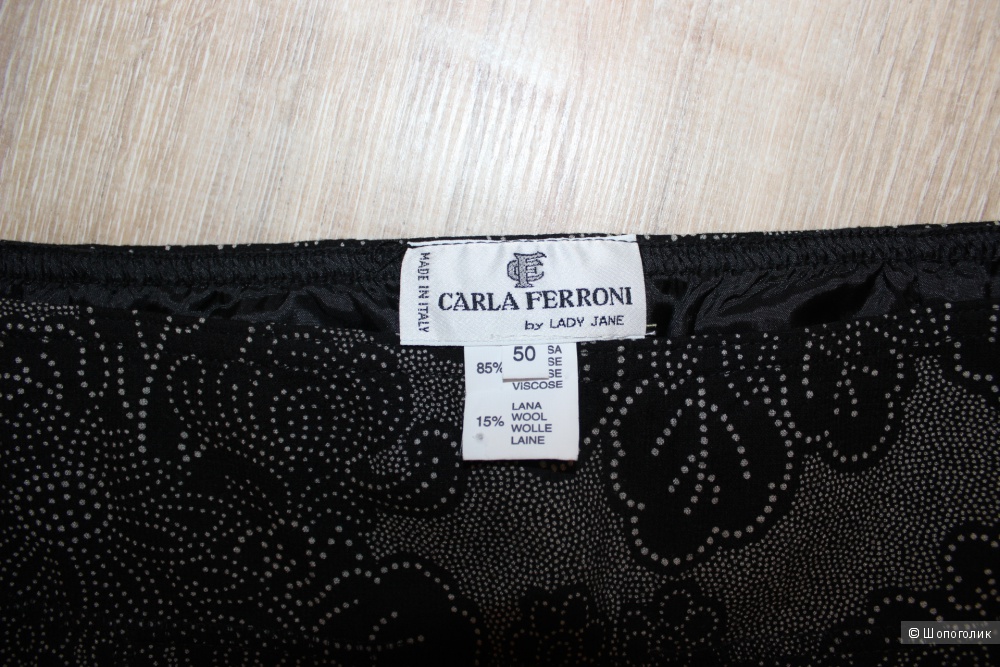 MADE IN ITALY
CF
CARLA FERRONI
by LADY JANE
50
85%
VISCOSE
15%
LANA
WOOL
WOLLE
LAINE
© Шопоголик